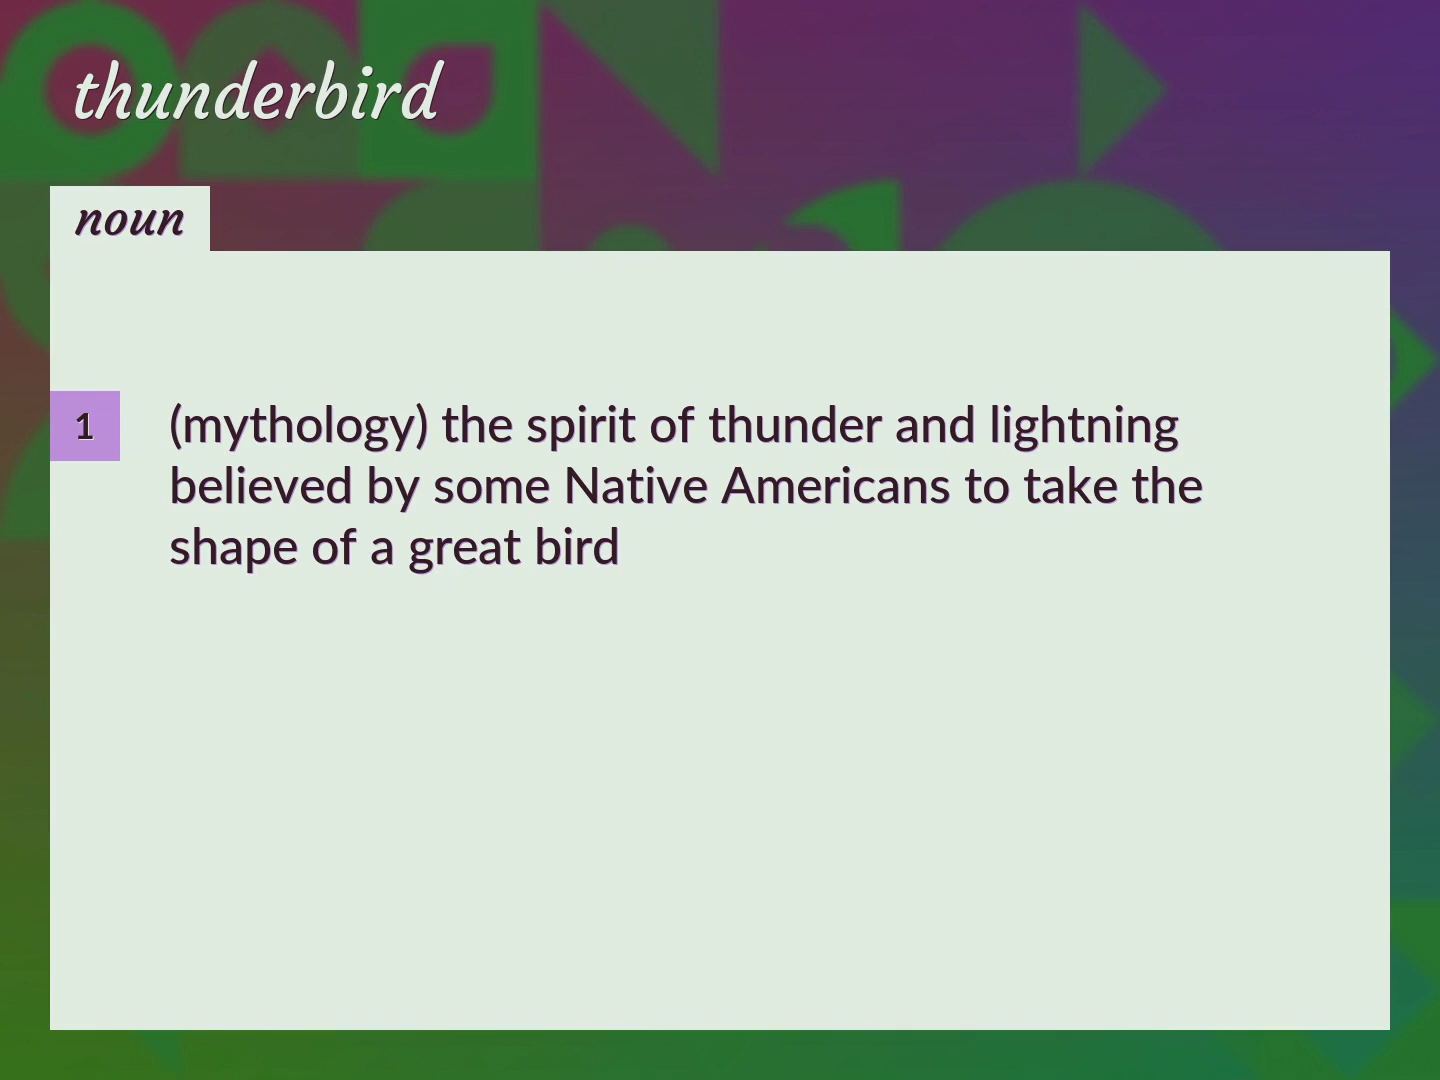 thunderbird
noun
1
(mythology) the spirit of thunder and lightning
believed by some Native Americans to take the
shape of a great bird